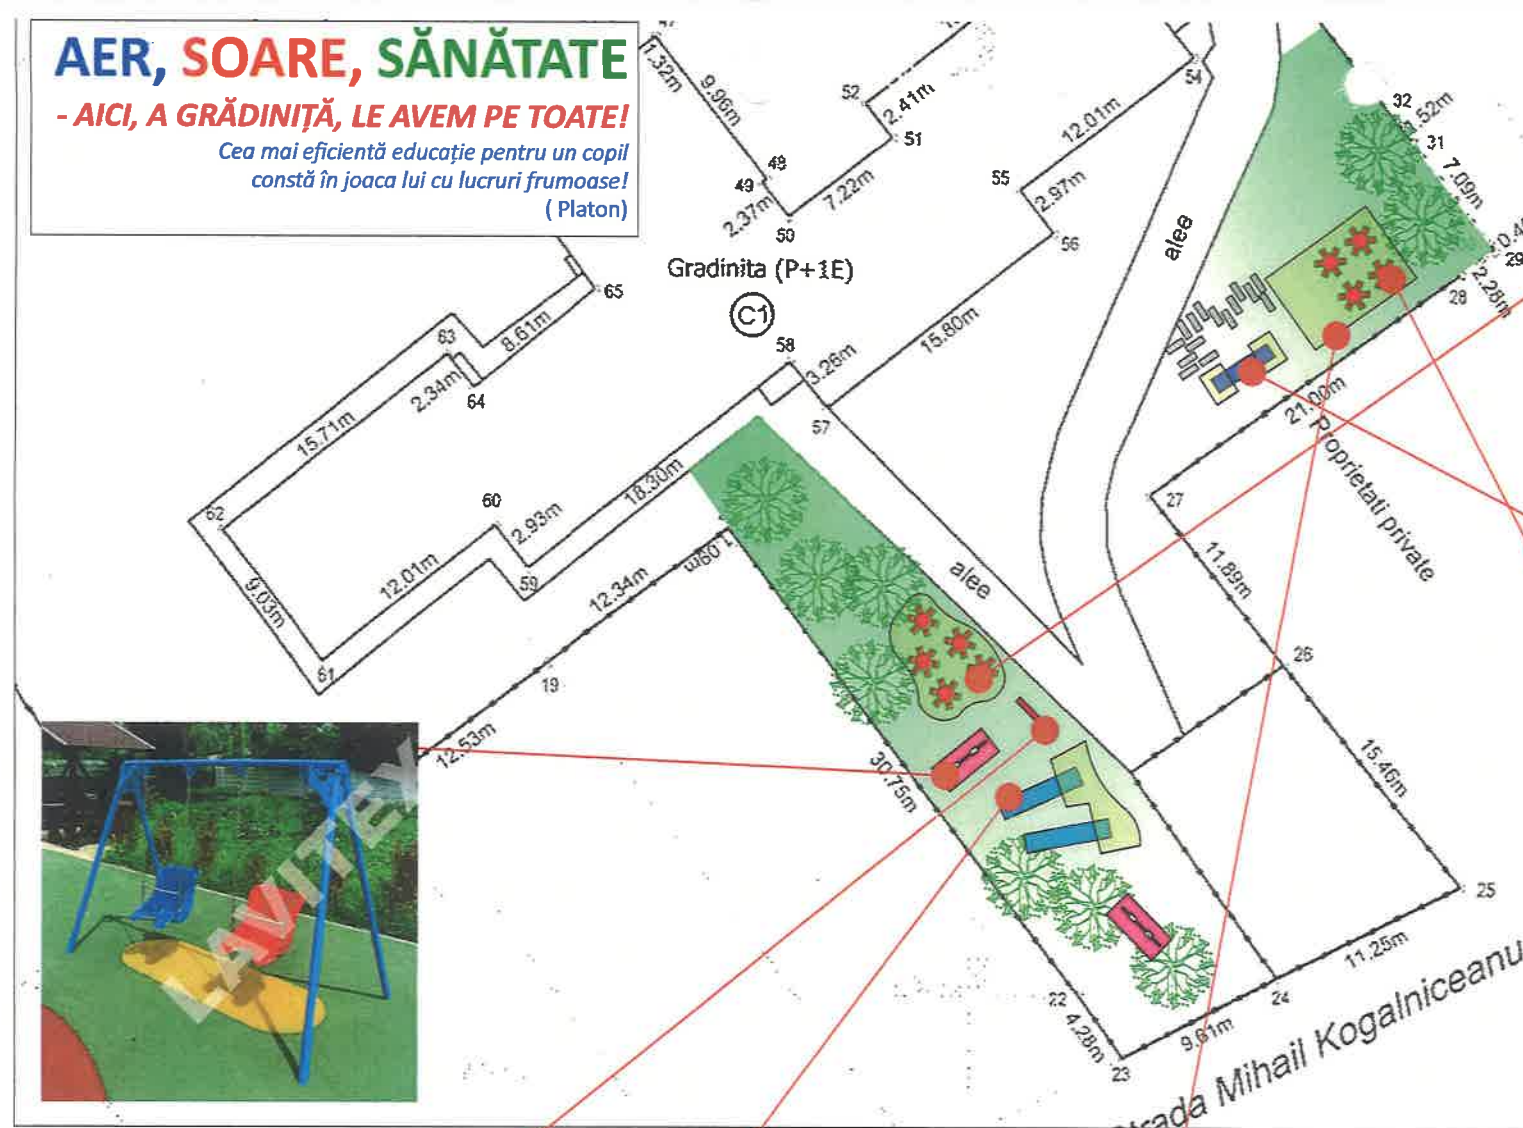 AER, SOARE, SĂNĂTATE
- AICI, A GRĂDINIȚĂ, LE AVEM PE TOATE!
Cea mai eficientă educație pentru un copil
constă în joaca lui cu lucruri frumoase!
( Platon)
1.32m
9.96m
48
49
2.37m
50
7.22m
51
2.41m
52
54
12.01m
55
2.97m
56
15.80m
Gradinita (P+1E)
C1
58
3.26m
57
alee
32
31
7.09m
29
28
2.28m
21.00m
Proprietati private
27
11.89m
26
15.46m
25
11.25m
24
9.61m
23
4.28m
22
30.75m
alee
65
8.61m
63
2.34m
64
15.71m
62
9.03m
61
12.01m
60
2.93m
59
18.30m
1.09m
12.34m
19
12.53m
LAVITEX
Mihail Kogalniceanu